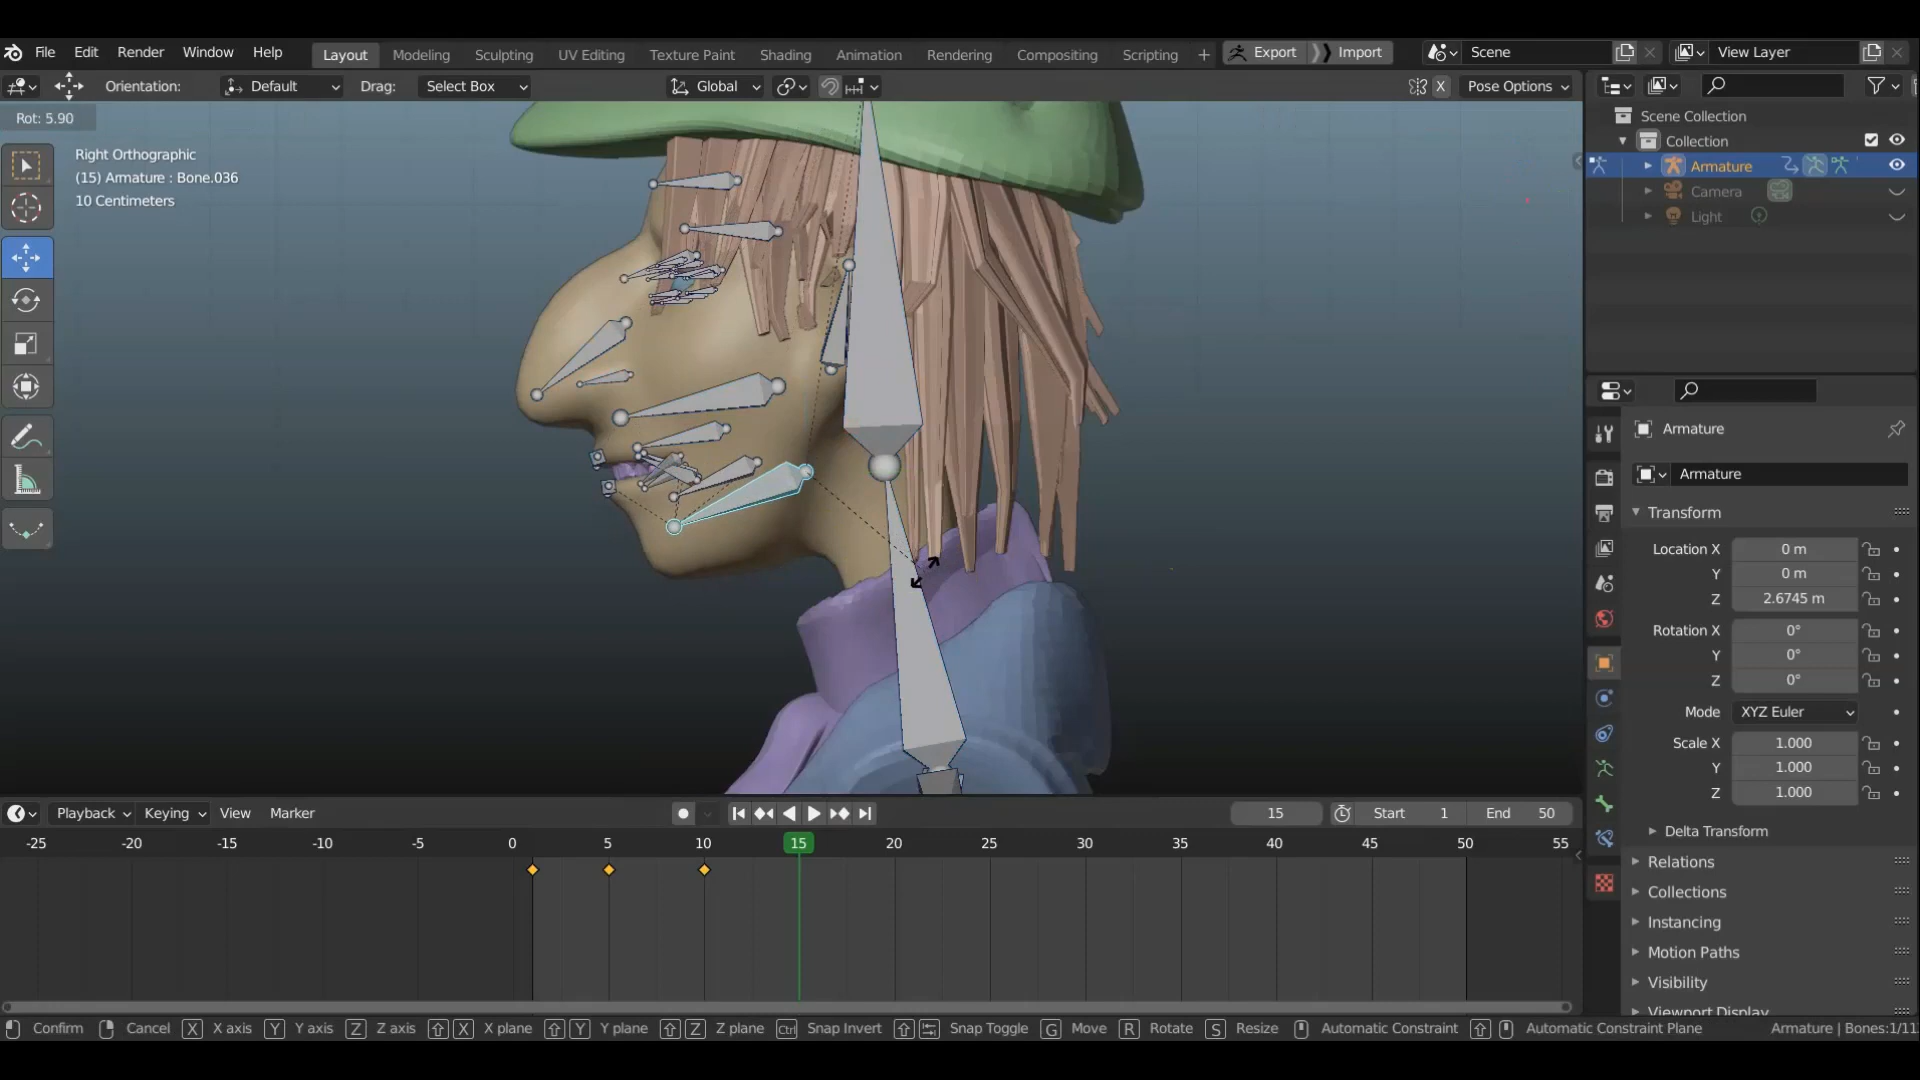 File Edit Render Window Help Layout Modeling Sculpting UV Editing Texture Paint Shading Animation Rendering Compositing Scripting + Export Import Scene View Layer
Orientation: Default Drag: Select Box Global X Pose Options
Rot: 5.90
Right Orthographic
(15) Armature : Bone.036
10 Centimeters
Scene Collection
Collection
Armature
Camera
Light
Armature
Armature
Transform
Location X 0 m
Y 0 m
Z 2.6745 m
Rotation X 0°
Y 0°
Z 0°
Mode XYZ Euler
Scale X 1.000
Y 1.000
Z 1.000
Delta Transform
Relations
Collections
Instancing
Motion Paths
Visibility
Viewport Display
Playback Keying View Marker 15 Start 1 End 50
-25 -20 -15 -10 -5 0 5 10 15 20 25 30 35 40 45 50 55
Confirm Cancel X X axis Y Y axis Z Z axis X X plane Y Y plane Z Z plane Ctrl Snap Invert Snap Toggle G Move R Rotate S Resize Automatic Constraint Automatic Constraint Plane Armature | Bones:1/11